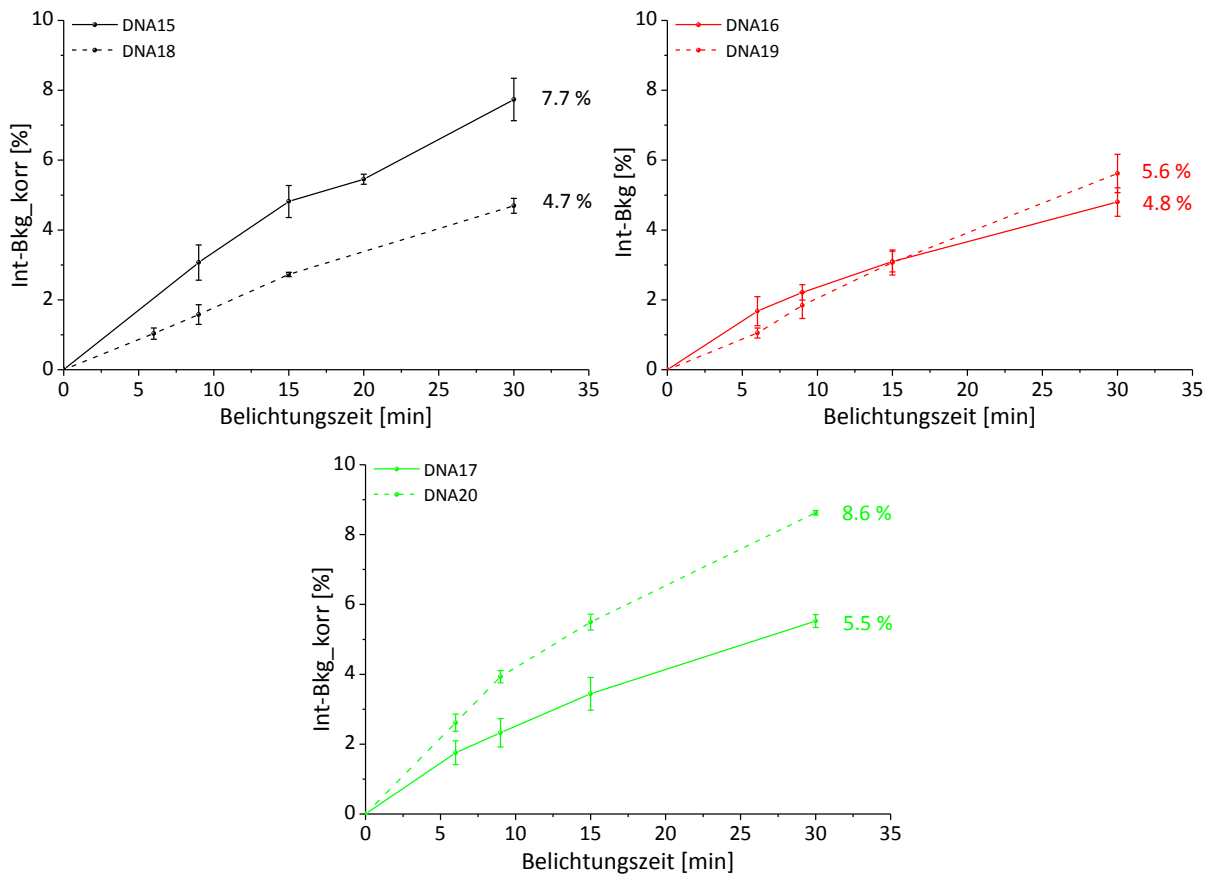 DNA15
DNA18
7.7 %
4.7 %
10
8
6
4
2
0
Int-Bkg_korr [%]
0 5 10 15 20 25 30 35
Belichtungszeit [min]
DNA16
DNA19
5.6 %
4.8 %
10
8
6
4
2
0
Int-Bkg [%]
0 5 10 15 20 25 30 35
Belichtungszeit [min]
DNA17
DNA20
8.6 %
5.5 %
10
8
6
4
2
0
Int-Bkg_korr [%]
0 5 10 15 20 25 30 35
Belichtungszeit [min]